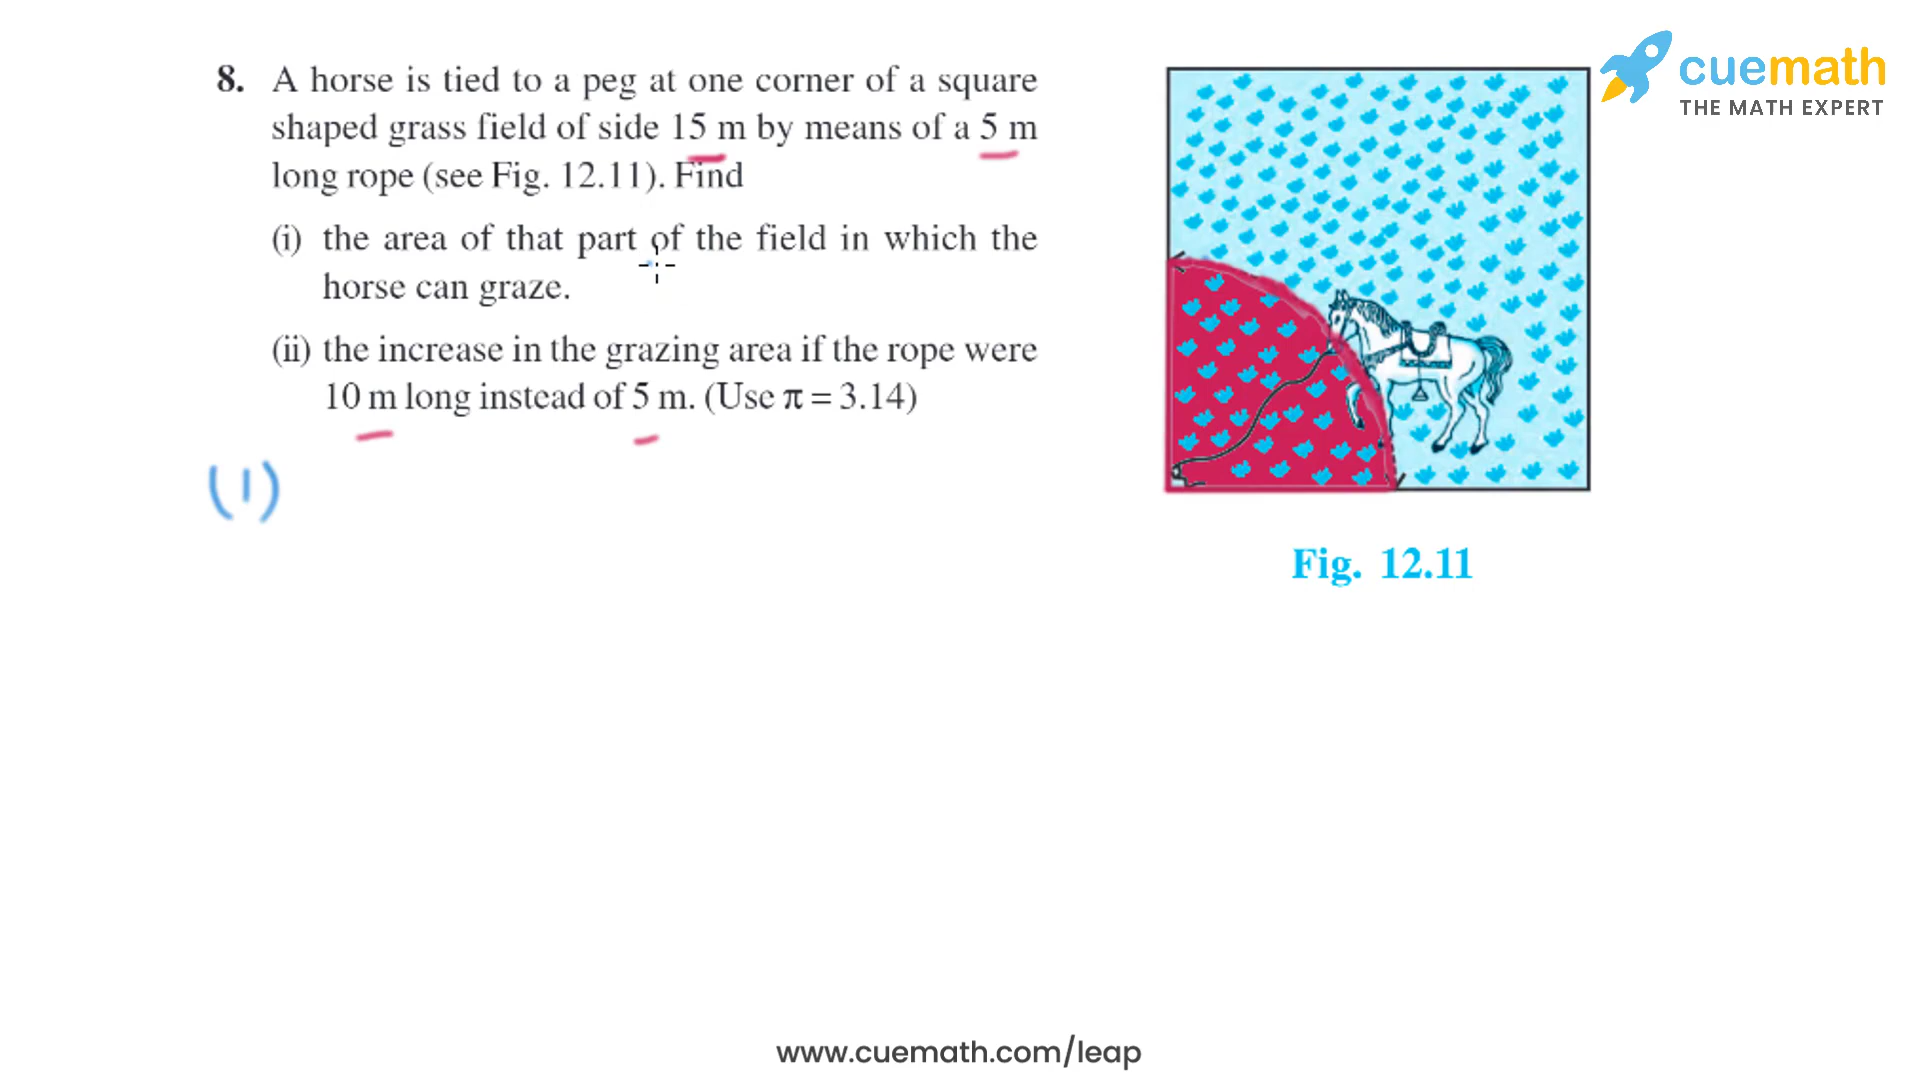 8. A horse is tied to a peg at one corner of a square
shaped grass field of side 15 m by means of a 5 m
long rope (see Fig. 12.11). Find
(i) the area of that part of the field in which the
horse can graze.
(ii) the increase in the grazing area if the rope were
10 m long instead of 5 m. (Use π = 3.14)
(1)
cuemath
THE MATH EXPERT
Fig. 12.11
www.cuemath.com/leap